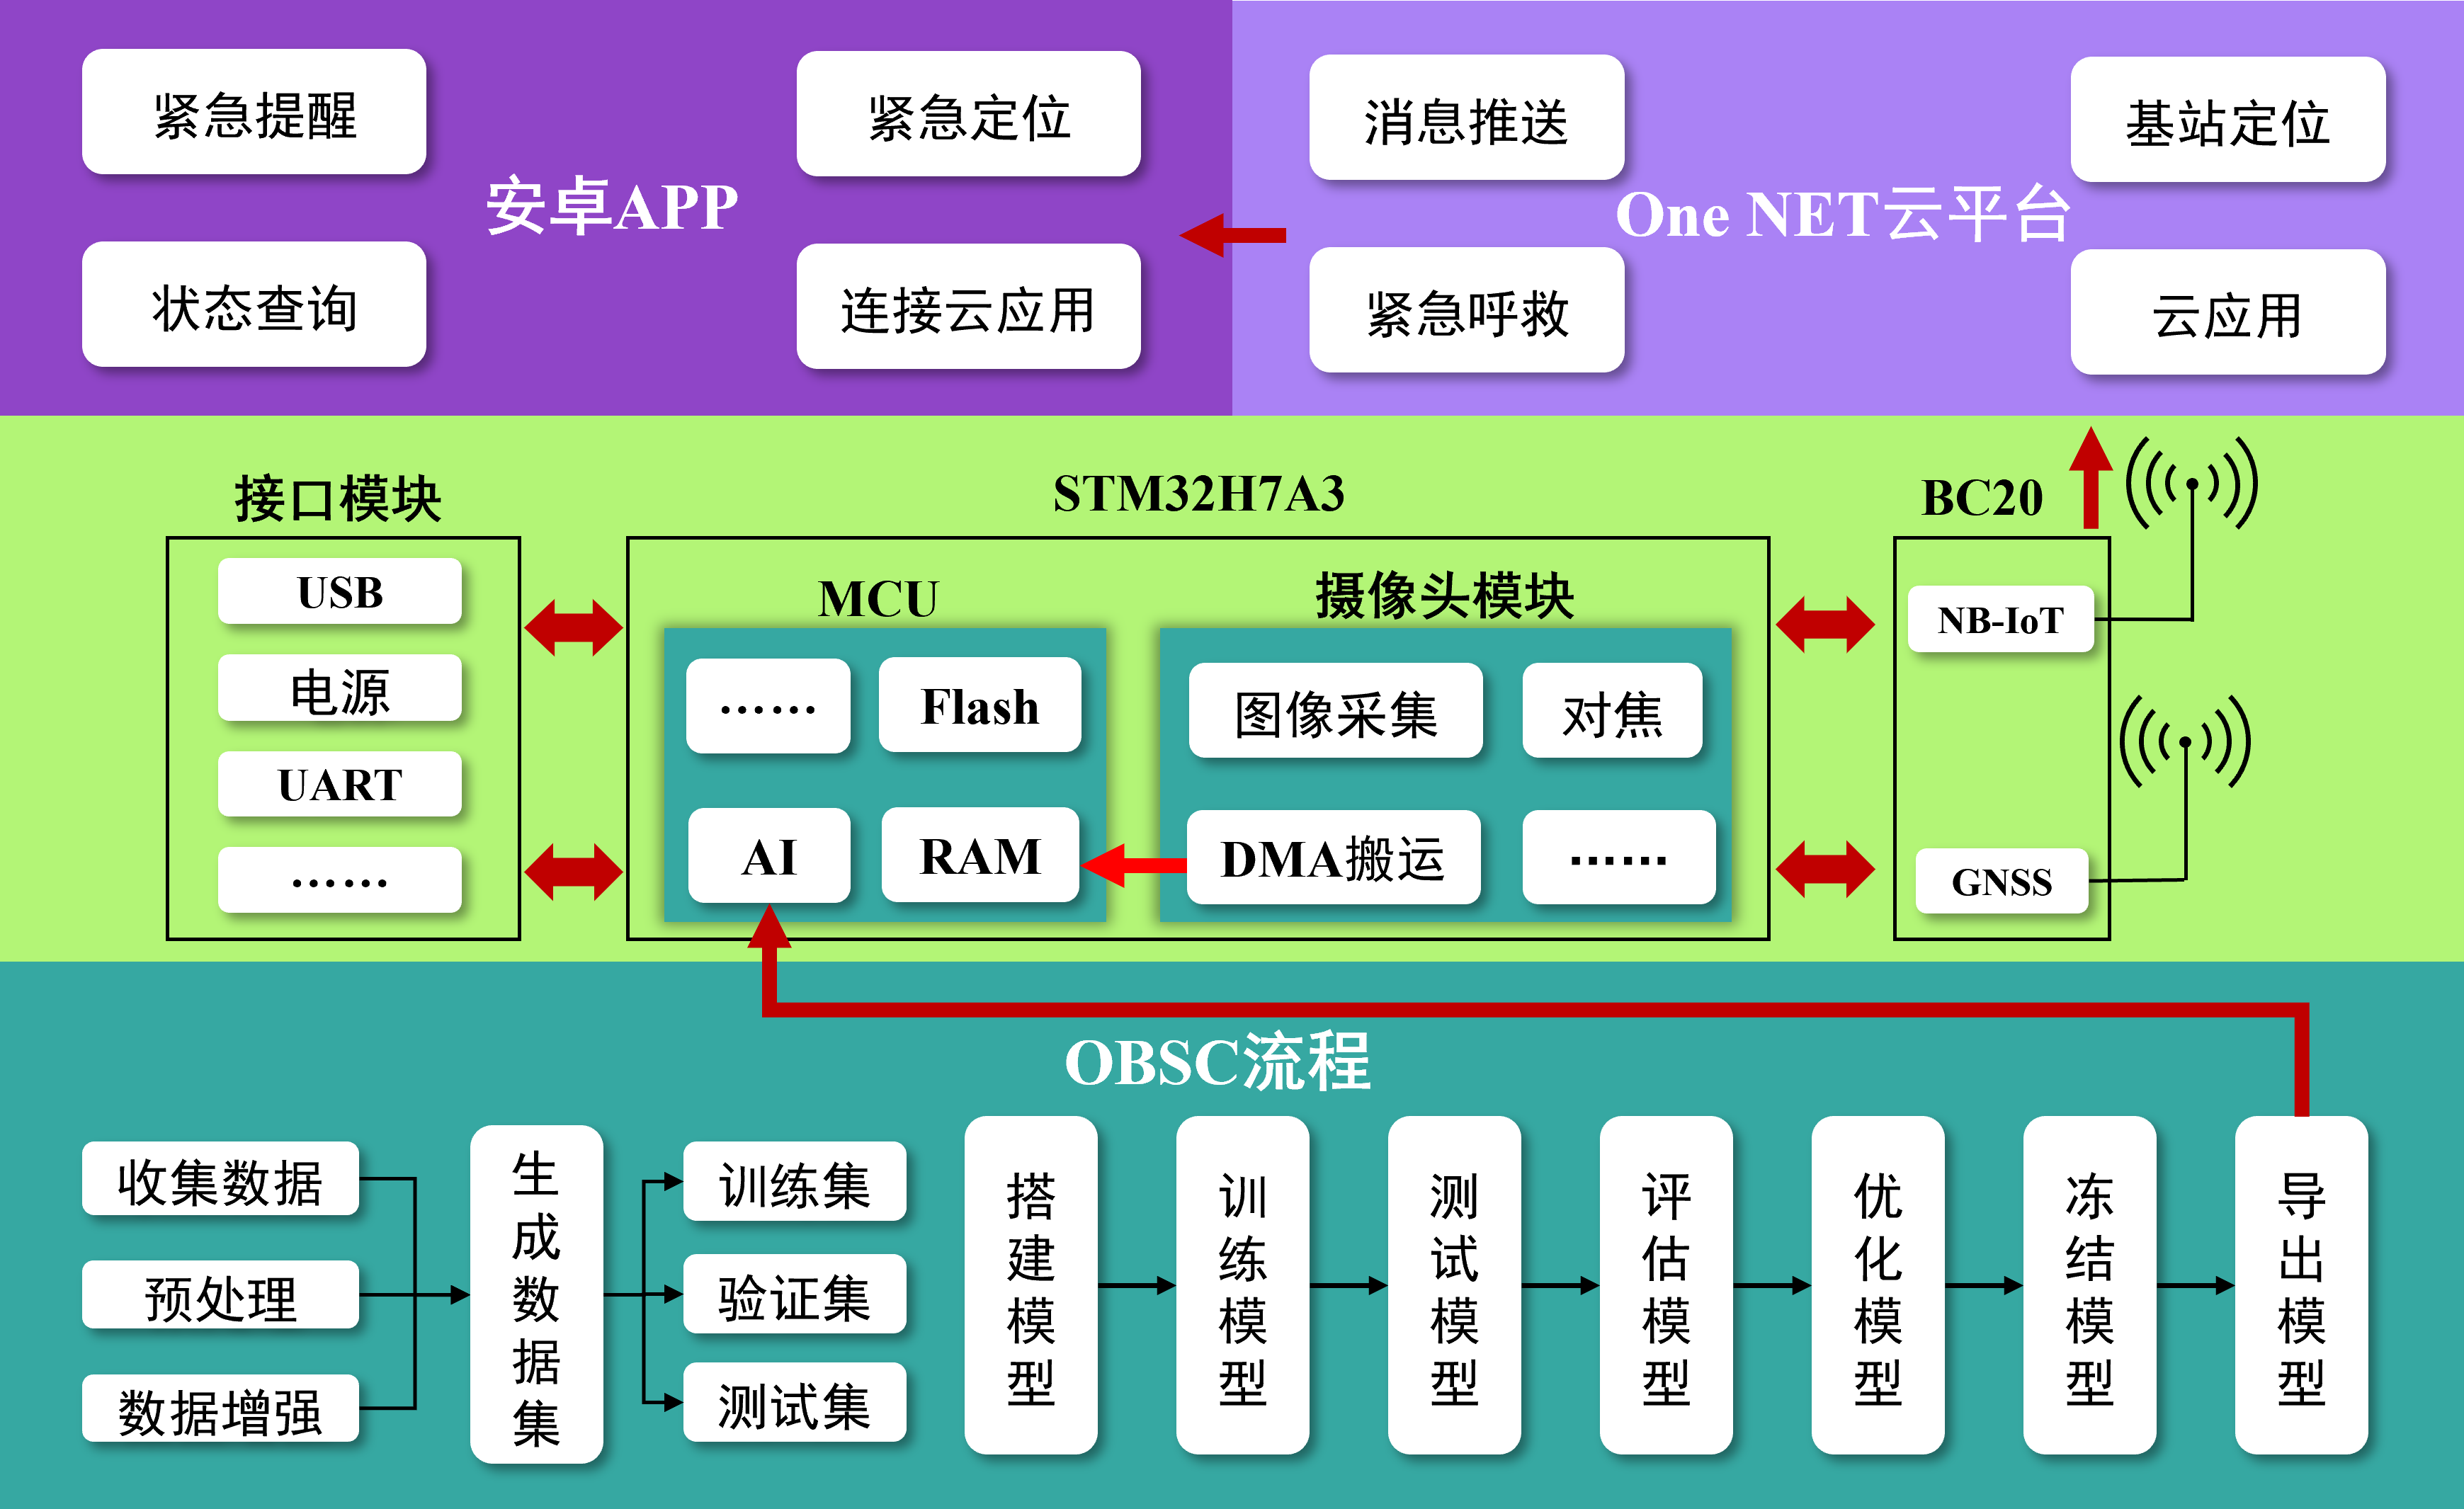 紧急提醒
紧急定位
安卓APP
状态查询
连接云应用
消息推送
基站定位
One NET云平台
紧急呼救
云应用
接口模块
USB
电源
UART
……
STM32H7A3
MCU
……
Flash
AI
RAM
摄像头模块
图像采集
对焦
DMA搬运
……
BC20
NB-IoT
GNSS
OBSC流程
收集数据
预处理
数据增强
生成数据集
训练集
验证集
测试集
搭建模型
训练模型
测试模型
评估模型
优化模型
冻结模型
导出模型